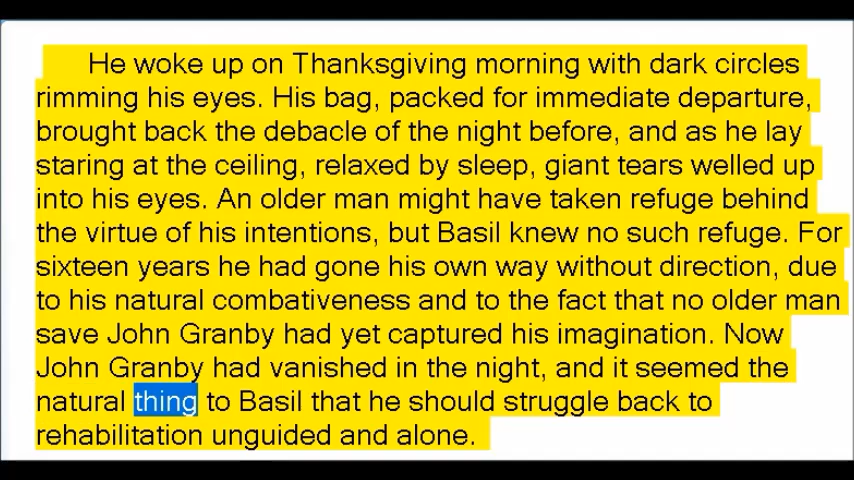 He woke up on Thanksgiving morning with dark circles
rimming his eyes. His bag, packed for immediate departure,
brought back the debacle of the night before, and as he lay
staring at the ceiling, relaxed by sleep, giant tears welled up
into his eyes. An older man might have taken refuge behind
the virtue of his intentions, but Basil knew no such refuge. For
sixteen years he had gone his own way without direction, due
to his natural combativeness and to the fact that no older man
save John Granby had yet captured his imagination. Now
John Granby had vanished in the night, and it seemed the
natural thing to Basil that he should struggle back to
rehabilitation unguided and alone.